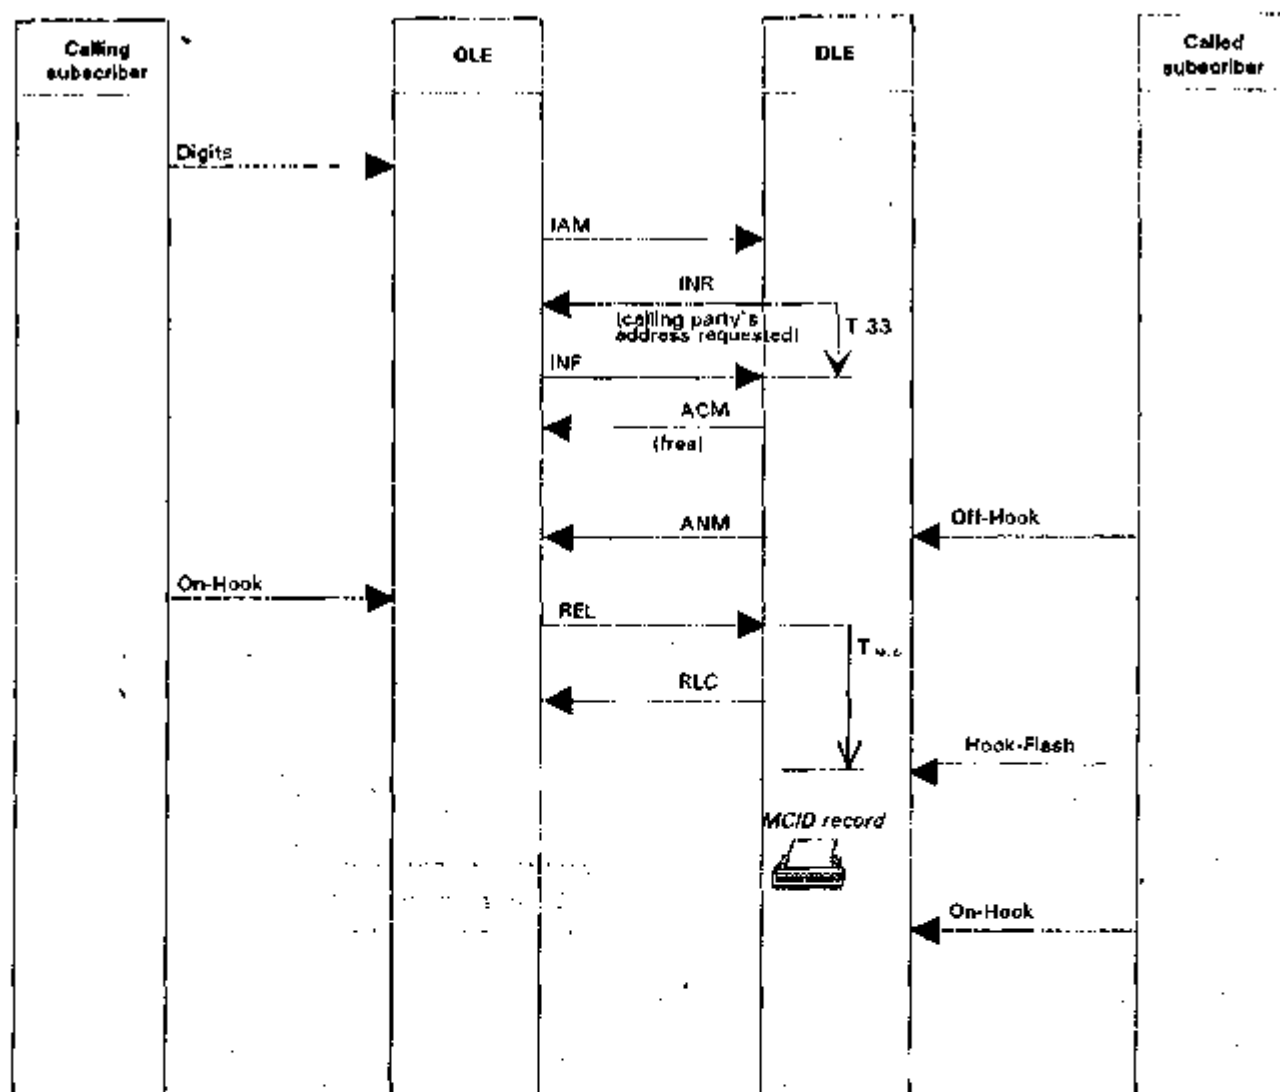 Calling
subscriber
OLE
DLE
Called
subscriber
Digits
IAM
INR
(calling party's
address requested)
T 33
INF
ACM
(free)
ANM
Off-Hook
On-Hook
REL
T
RLC
Hook-Flash
MCID record
On-Hook